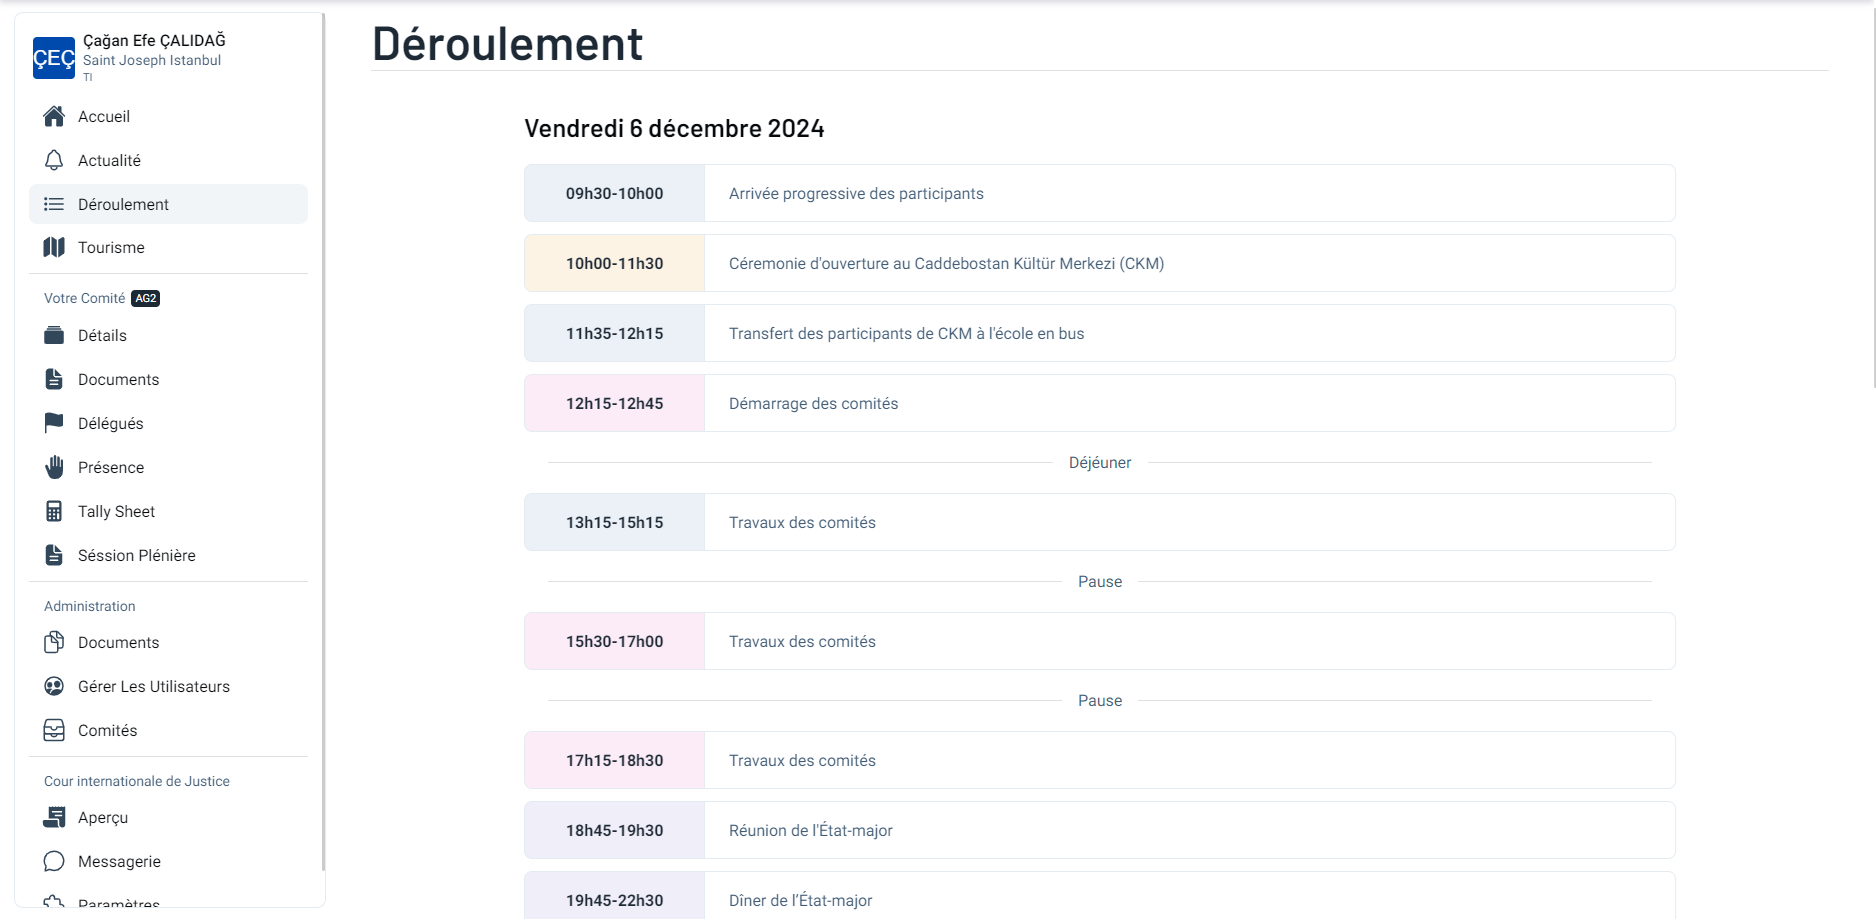 ÇEÇ
Çağan Efe ÇALIDAĞ
Saint Joseph Istanbul
TI
Accueil
Actualité
Déroulement
Tourisme
Votre Comité AG2
Détails
Documents
Délégués
Présence
Tally Sheet
Séssion Plénière
Administration
Documents
Gérer Les Utilisateurs
Comités
Cour internationale de Justice
Aperçu
Messagerie
Paramètres
Déroulement
Vendredi 6 décembre 2024
09h30-10h00 Arrivée progressive des participants
10h00-11h30 Céremonie d'ouverture au Caddebostan Kültür Merkezi (CKM)
11h35-12h15 Transfert des participants de CKM à l'école en bus
12h15-12h45 Démarrage des comités
Déjéuner
13h15-15h15 Travaux des comités
Pause
15h30-17h00 Travaux des comités
Pause
17h15-18h30 Travaux des comités
18h45-19h30 Réunion de l'État-major
19h45-22h30 Dîner de l'État-major